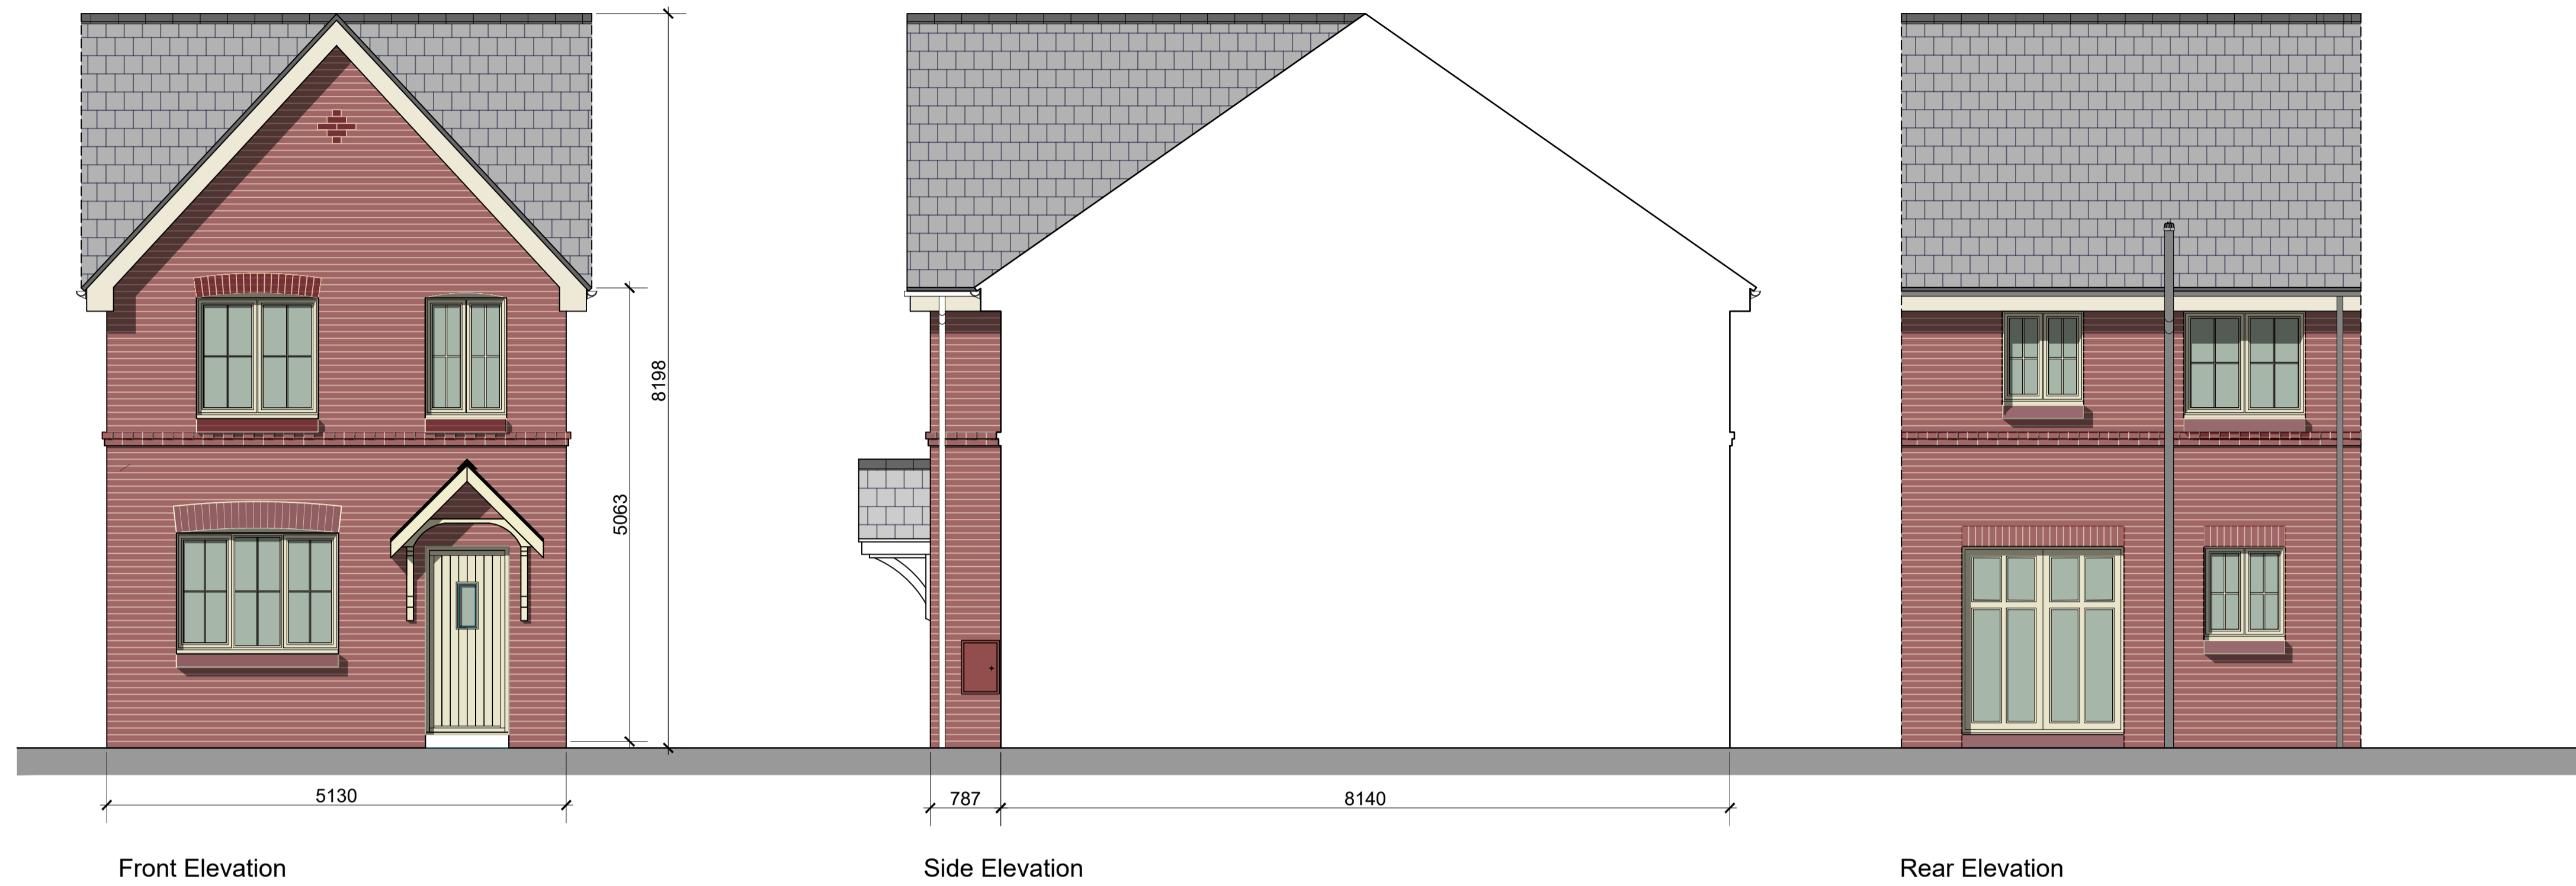 8198
5063
5130
787
8140
Front Elevation
Side Elevation
Rear Elevation